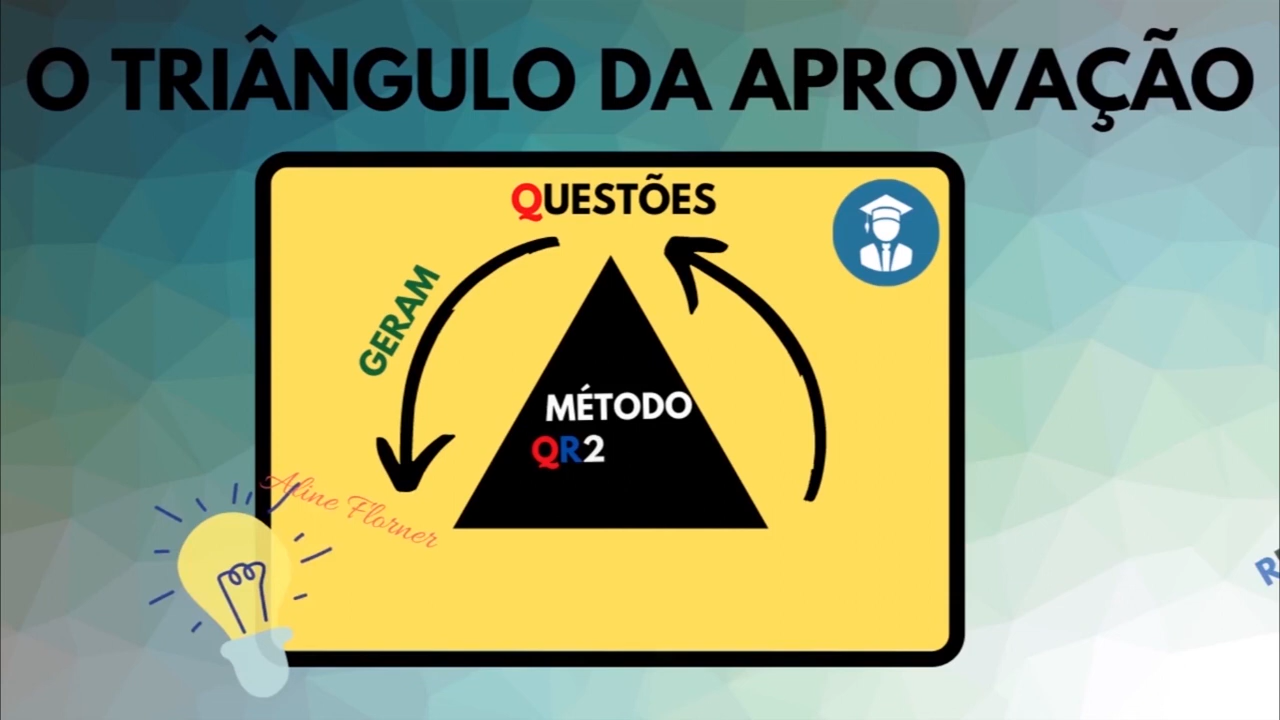 O TRIÂNGULO DA APROVAÇÃO
QUESTÕES
GERAM
MÉTODO
QR2
Aline Florner